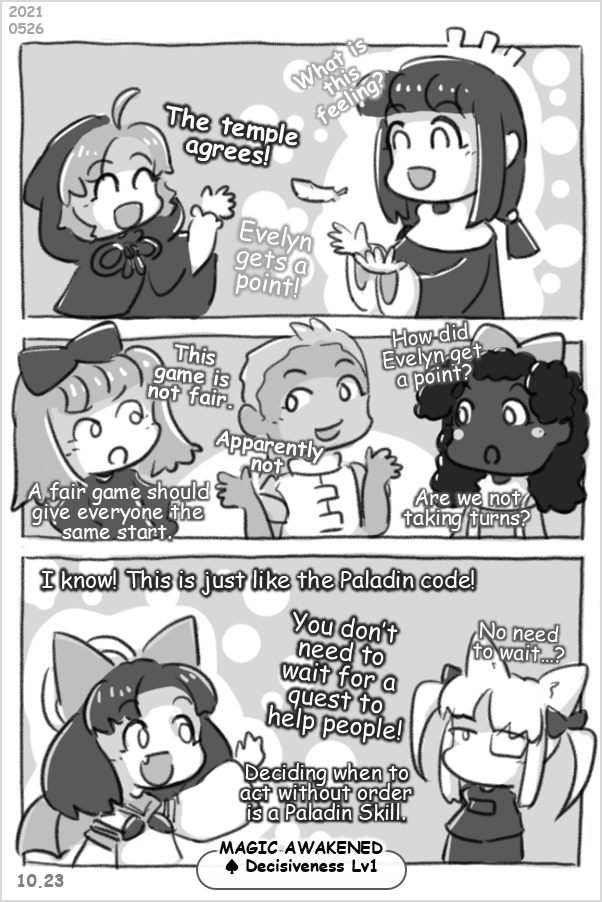 2021
0526
What is
this
feeling?
The temple
agrees!
Evelyn
gets a
point!
This
game is
not fair.
How did
Evelyn get
a point?
Apparently
not
A fair game should
give everyone the
same start.
Are we not
taking turns?
I know! This is just like the Paladin code!
You don't
need to
wait for a
quest to
help people!
No need
to wait...?
Deciding when to
act without order
is a Paladin Skill.
MAGIC AWAKENED
♠ Decisiveness Lv1
10.23